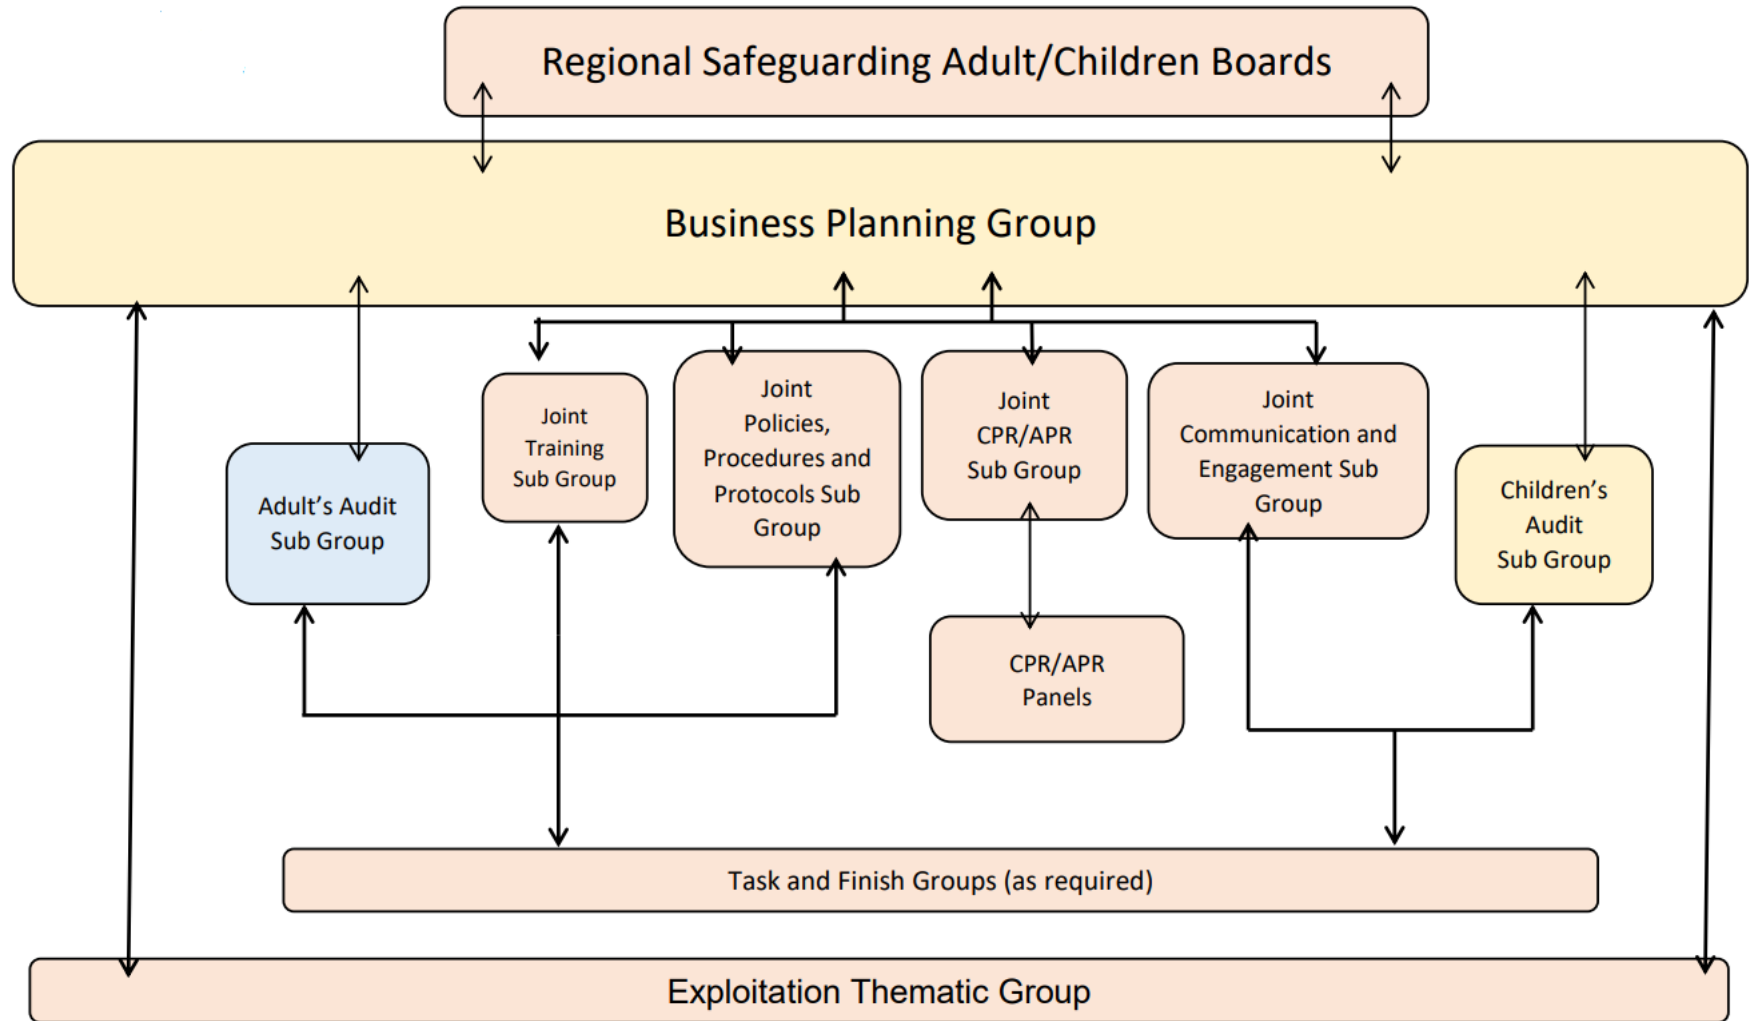 Regional Safeguarding Adult/Children Boards
Business Planning Group
Adult’s Audit
Sub Group
Joint
Training
Sub Group
Joint
Policies,
Procedures and
Protocols Sub
Group
Joint
CPR/APR
Sub Group
Joint
Communication and
Engagement Sub
Group
Children’s
Audit
Sub Group
CPR/APR
Panels
Task and Finish Groups (as required)
Exploitation Thematic Group